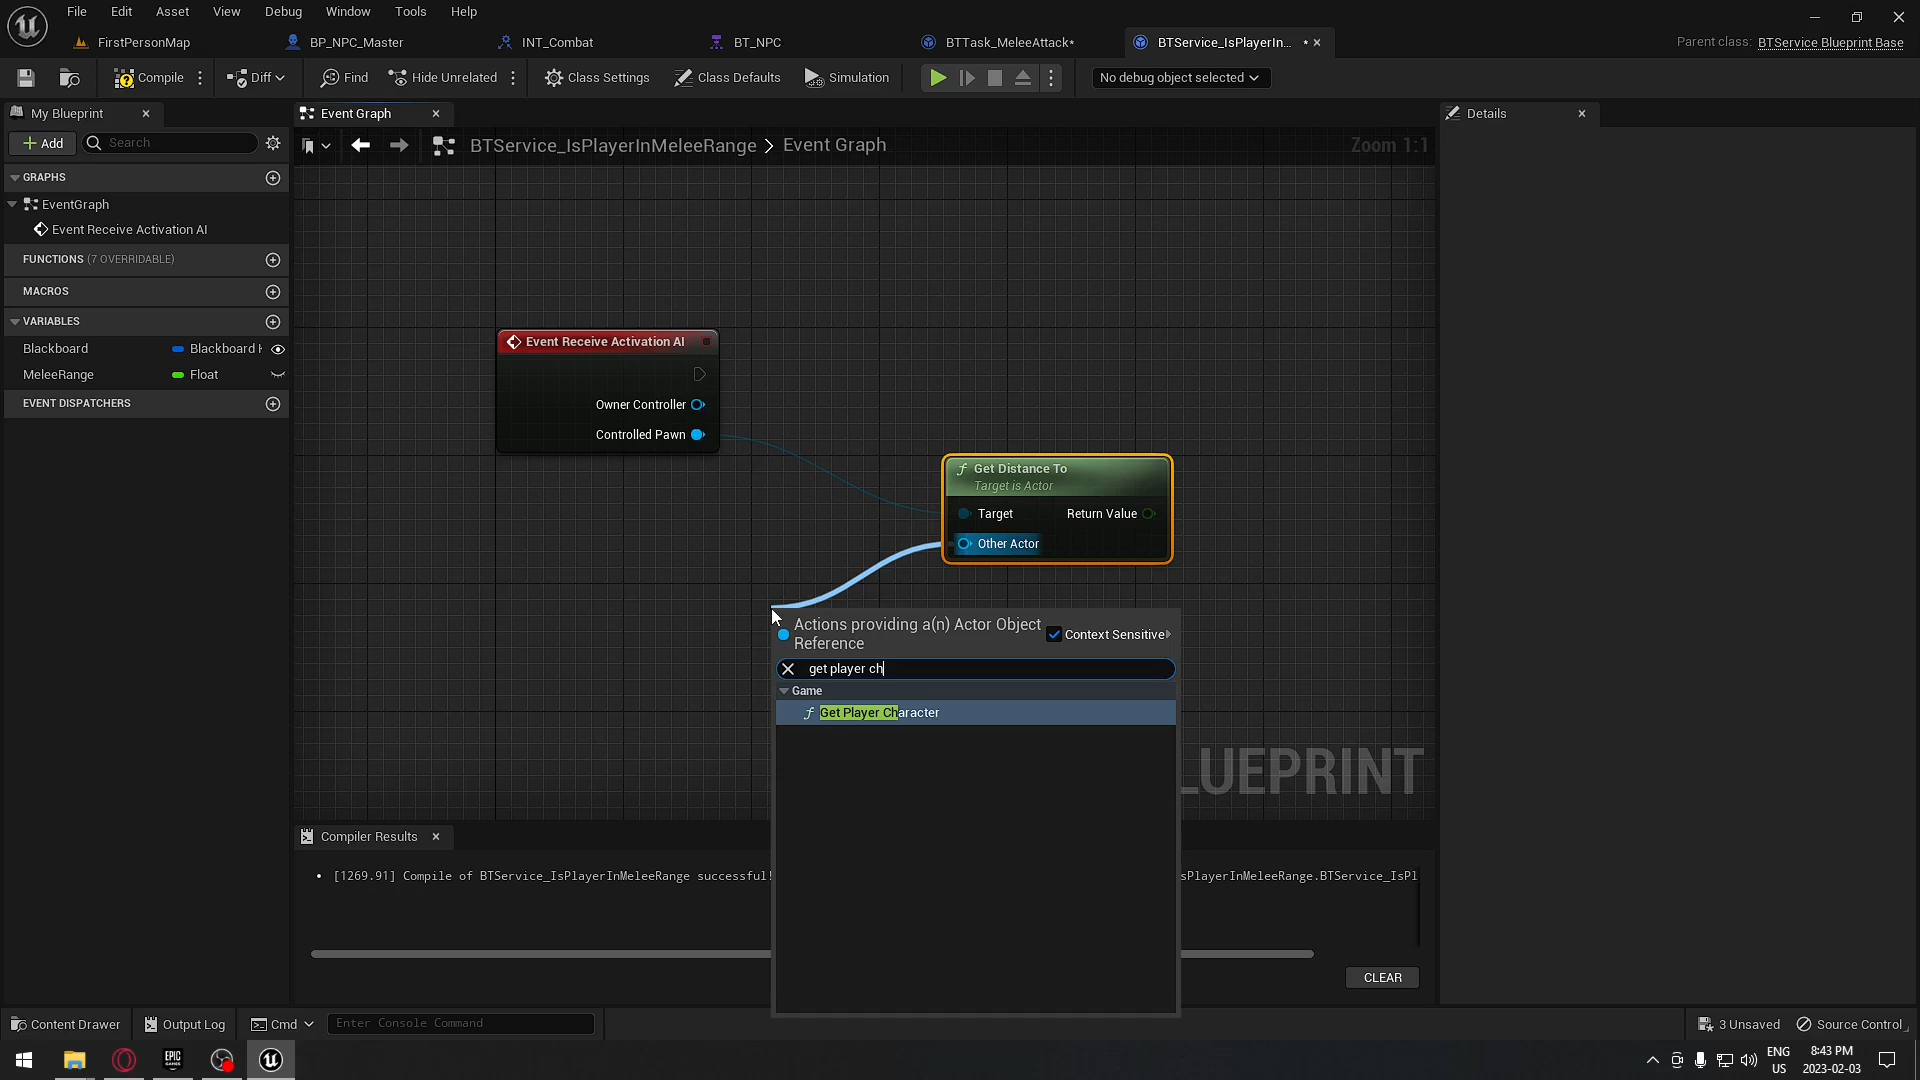 File Edit Asset View Debug Window Tools Help
FirstPersonMap BP_NPC_Master INT_Combat BT_NPC BTTask_MeleeAttack* BTService_IsPlayerIn... * Parent class: BTService Blueprint Base
Compile Diff Find Hide Unrelated Class Settings Class Defaults Simulation No debug object selected
My Blueprint Event Graph Details
Add Search BTService_IsPlayerInMeleeRange > Event Graph Zoom 1:1
GRAPHS
EventGraph
Event Receive Activation AI
FUNCTIONS (7 OVERRIDABLE)
MACROS
VARIABLES
Blackboard Blackboard
MeleeRange Float
EVENT DISPATCHERS
Event Receive Activation AI
Owner Controller
Controlled Pawn
f Get Distance To
Target is Actor
Target Return Value
Other Actor
Actions providing a(n) Actor Object
Reference
Context Sensitive
get player ch
Game
f Get Player Character
LUEPRINT
Compiler Results
• [1269.91] Compile of BTService_IsPlayerInMeleeRange successful! sPlayerInMeleeRange.BTService_IsPl
CLEAR
Content Drawer Output Log Cmd Enter Console Command 3 Unsaved Source Control
EPIC GAMES
ENG
US
8:43 PM
2023-02-03